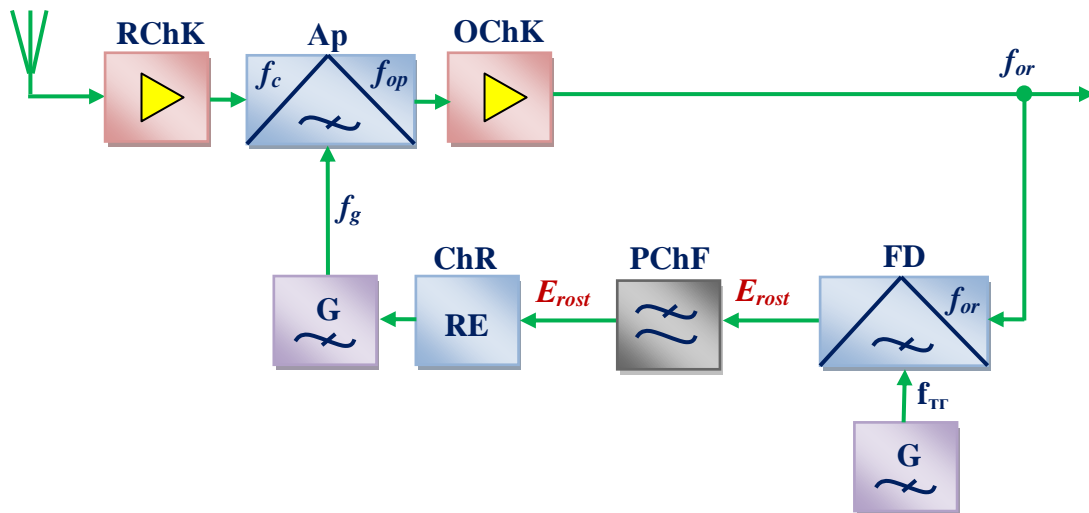 RChK
Ap
OChK
f_c
f_op
f_or
f_g
ChR
PChF
FD
G
RE
E_rost
E_rost
f_or
f_тг
G